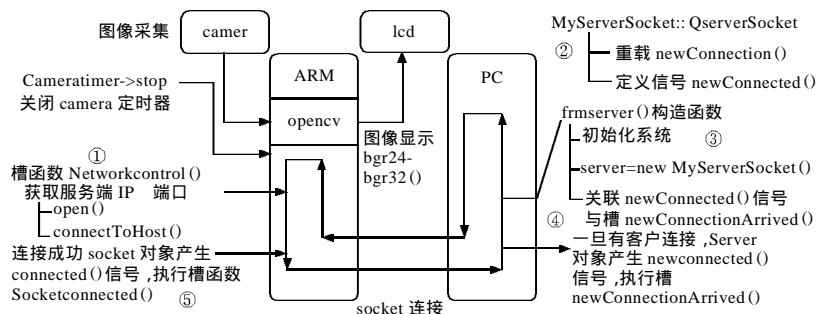 图像采集
camer
lcd
ARM
opencv
PC
Cameratimer->stop
关闭 camera 定时器
图像显示
bgr24-
bgr32()
①
槽函数 Networkcontrol()
获取服务端 IP 端口
open()
connectToHost()
连接成功 socket 对象产生
connected()信号,执行槽函数
Socketconnected() ⑤
socket 连接
MyServerSocket:: QserverSocket
② 重载 newConnection()
定义信号 newConnected()
frmserver()构造函数
初始化系统 ③
server=new MyServerSocket()
关联 newConnected()信号
④ 与槽 newConnectionArrived()
一旦有客户连接,Server
对象产生 newconnected()
信号,执行槽
newConnectionArrived()